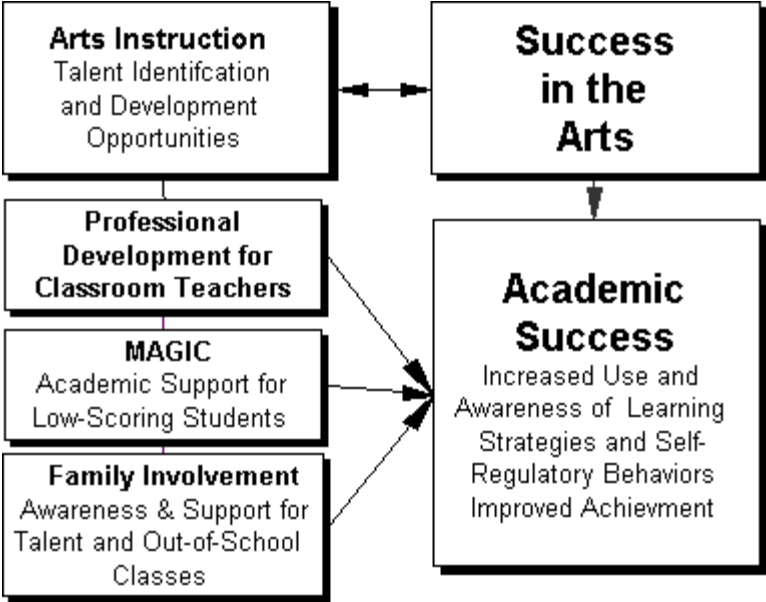 Arts Instruction
Talent Identifcation
and Development
Opportunities
Success
in the
Arts
Professional
Development for
Classroom Teachers
MAGIC
Academic Support for
Low-Scoring Students
Family Involvement
Awareness & Support for
Talent and Out-of-School
Classes
Academic
Success
Increased Use and
Awareness of Learning
Strategies and Self-
Regulatory Behaviors
Improved Achievment